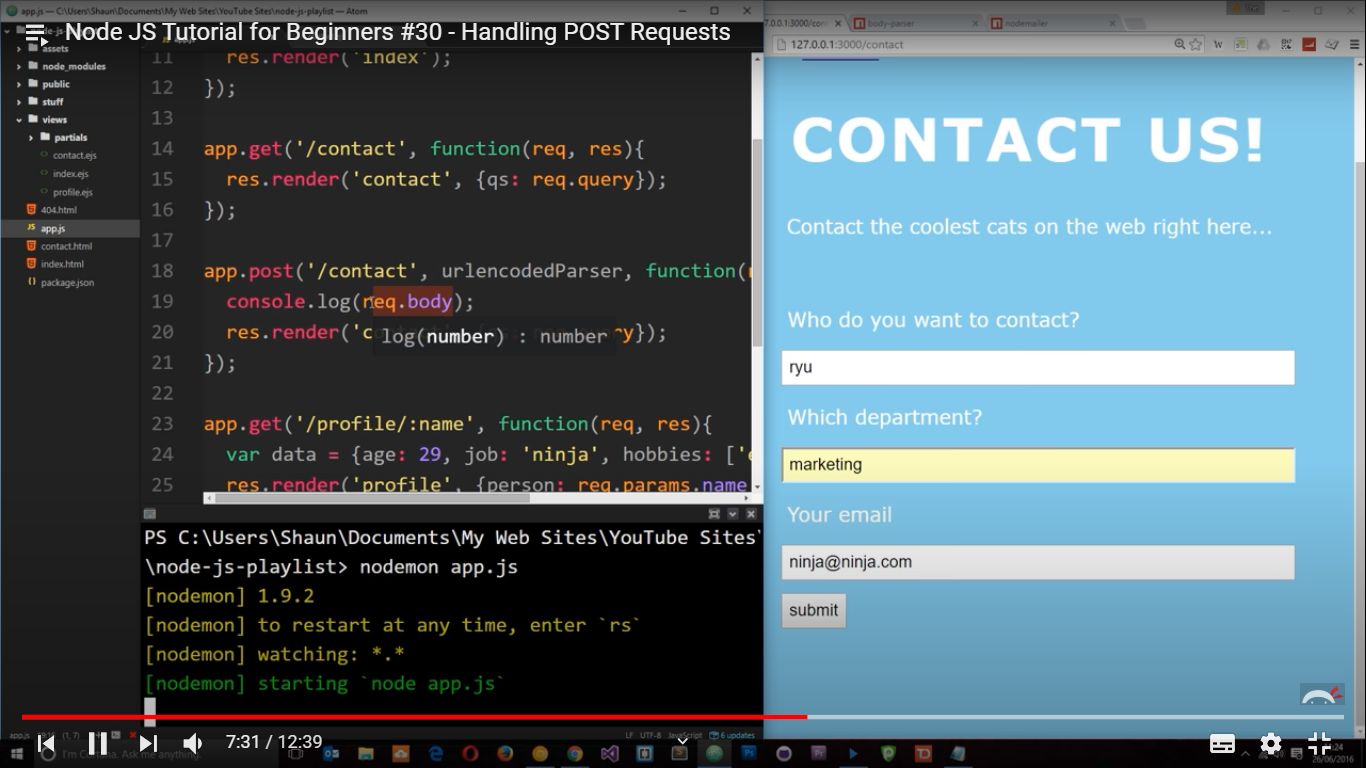 app.js — C:\Users\Shaun\Documents\My Web Sites\YouTube Sites\node-js-playlist — Atom
Node JS Tutorial for Beginners #30 - Handling POST Requests
assets
node_modules
public
stuff
views
partials
contact.ejs
index.ejs
profile.ejs
404.html
app.js
contact.html
index.html
package.json
11 res.render('index');
12 });
13
14 app.get('/contact', function(req, res){
15 res.render('contact', {qs: req.query});
16 });
17
18 app.post('/contact', urlencodedParser, function(
19 console.log(req.body);
20 res.render('c y});
log(number) : number
21 });
22
23 app.get('/profile/:name', function(req, res){
24 var data = {age: 29, job: 'ninja', hobbies: ['
25 res.render('profile', {person: req.params.name
PS C:\Users\Shaun\Documents\My Web Sites\YouTube Sites
\node-js-playlist> nodemon app.js
[nodemon] 1.9.2
[nodemon] to restart at any time, enter `rs`
[nodemon] watching: *.*
[nodemon] starting `node app.js`
7.0.0.1:3000/con body-parser nodemailer
127.0.0.1:3000/contact
CONTACT US!
Contact the coolest cats on the web right here...
Who do you want to contact?
ryu
Which department?
marketing
Your email
ninja@ninja.com
submit
LF UTF-8 JavaScript 6 updates
7:31 / 12:39
I'm Cortana. Ask me anything.
26/06/2016